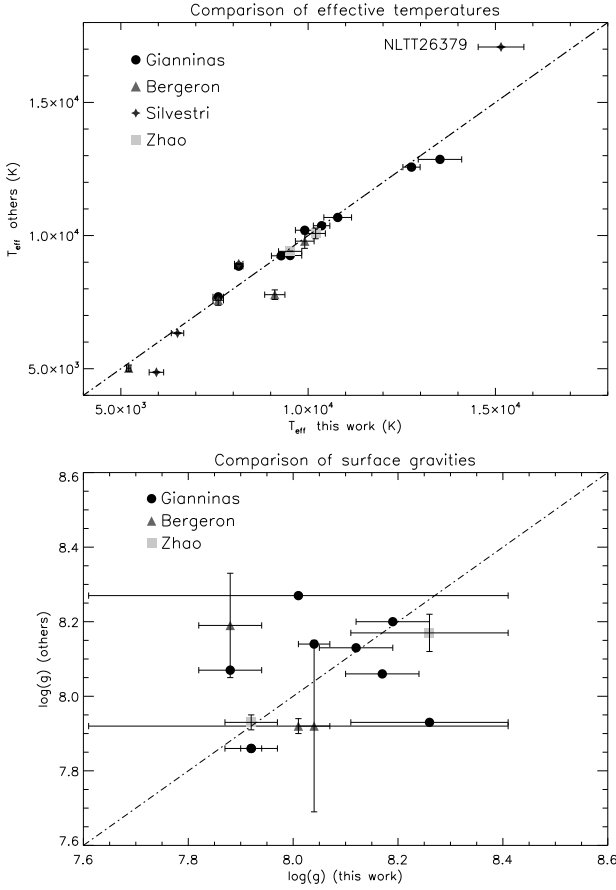 Comparison of effective temperatures
NLTT26379
Gianninas
Bergeron
Silvestri
Zhao
1.5×10⁴
1.0×10⁴
5.0×10³
T_eff others (K)
5.0×10³ 1.0×10⁴ 1.5×10⁴
T_eff this work (K)
Comparison of surface gravities
Gianninas
Bergeron
Zhao
8.6
8.4
8.2
8.0
7.8
7.6
log(g) (others)
7.6 7.8 8.0 8.2 8.4 8.6
log(g) (this work)